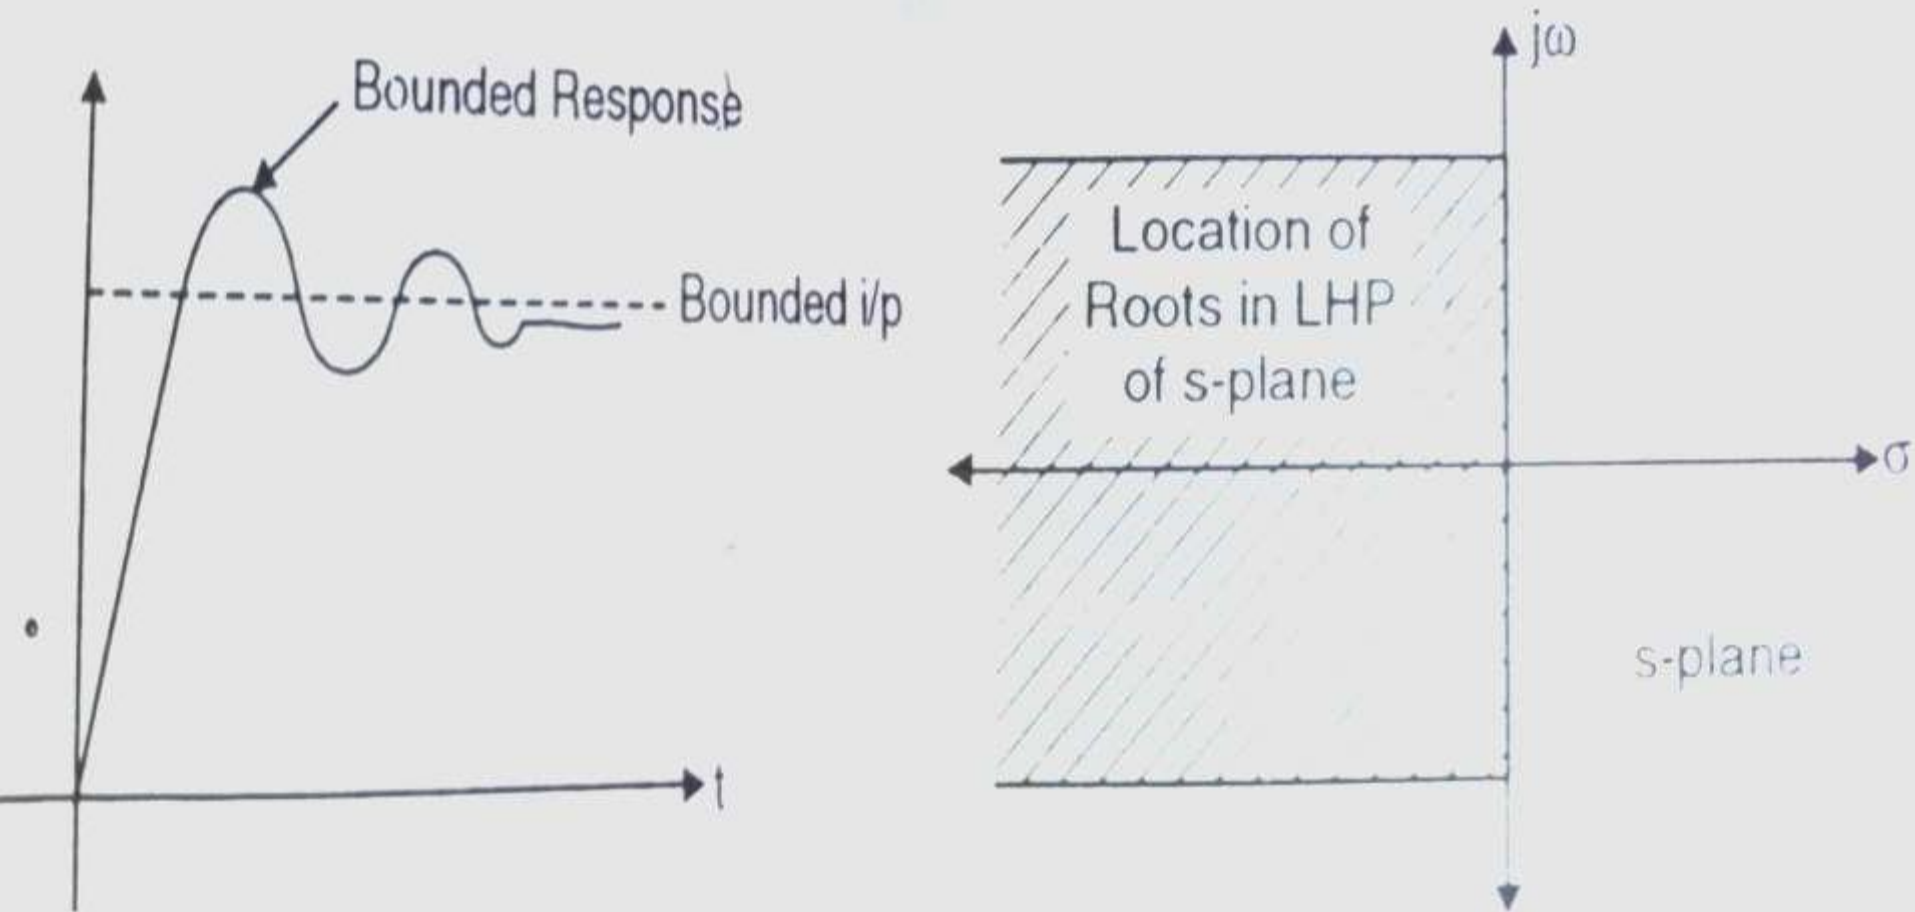 Bounded Response
Bounded i/p
t
jω
Location of
Roots in LHP
of s-plane
σ
s-plane